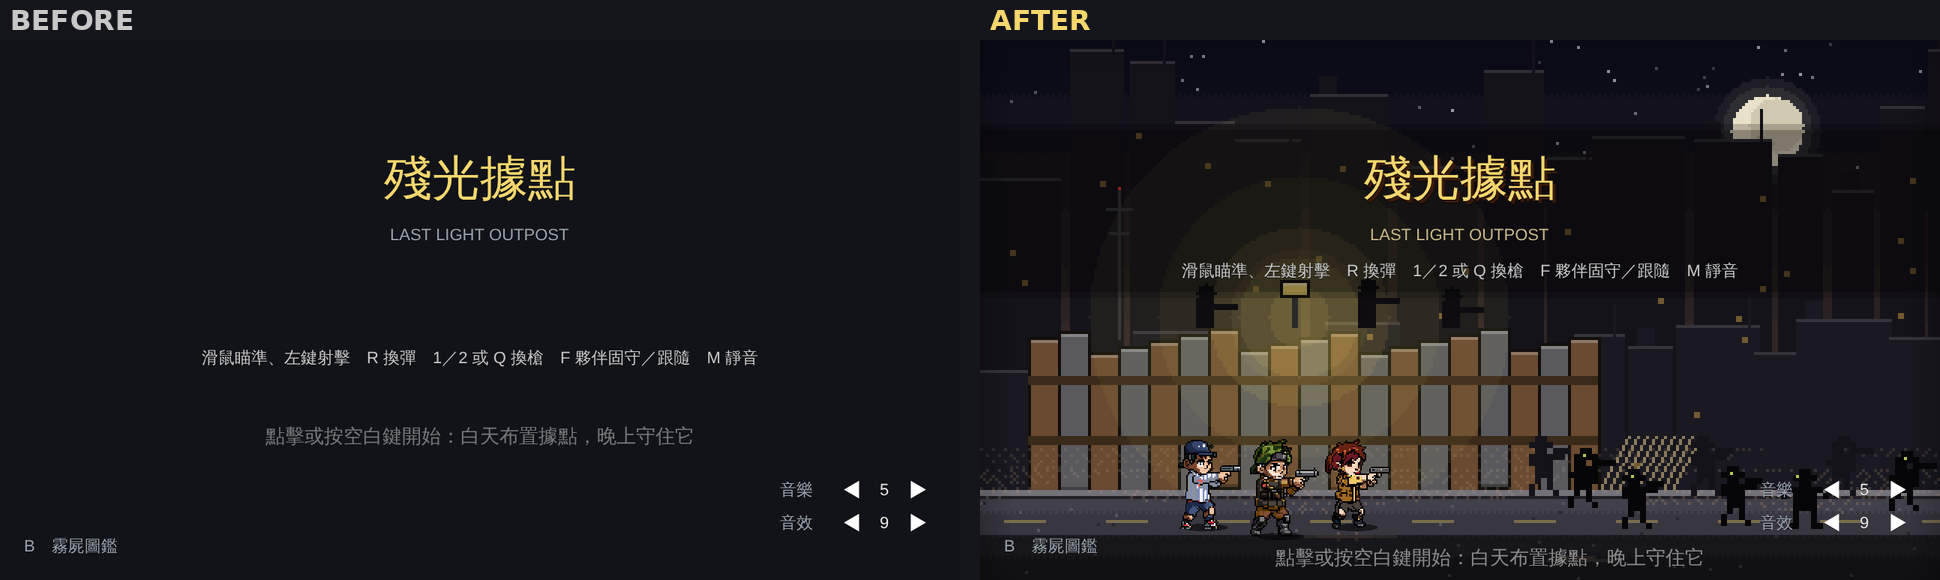 BEFORE
殘光據點
LAST LIGHT OUTPOST
滑鼠瞄準、左鍵射擊 R 換彈 1／2 或 Q 換槍 F 夥伴固守／跟隨 M 靜音
點擊或按空白鍵開始：白天布置據點，晚上守住它
音樂 ◀ 5 ▶
音效 ◀ 9 ▶
B 霧屍圖鑑
AFTER
殘光據點
LAST LIGHT OUTPOST
滑鼠瞄準、左鍵射擊 R 換彈 1／2 或 Q 換槍 F 夥伴固守／跟隨 M 靜音
音樂 ◀ 5 ▶
音效 ◀ 9 ▶
B 霧屍圖鑑
點擊或按空白鍵開始：白天布置據點，晚上守住它